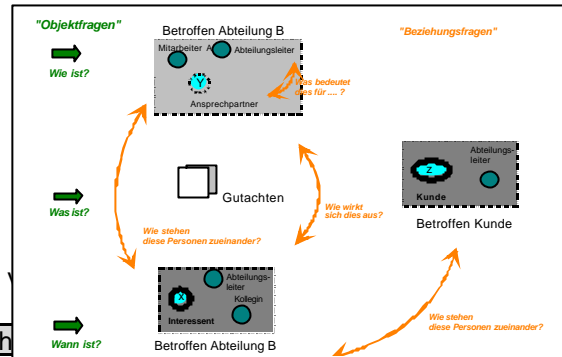 "Objektfragen"
Betroffen Abteilung B
"Beziehungsfragen"
Mitarbeiter A
Abteilungsleiter
Wie ist?
Y
Was bedeutet
dies für .... ?
Ansprechpartner
Abteilungs-
leiter
Z
Kunde
Gutachten
Was ist?
Wie wirkt
sich dies aus?
Betroffen Kunde
Wie stehen
diese Personen zueinander?
Abteilungs-
leiter
X
Kollegin
Interessent
Wie stehen
diese Personen zueinander?
h
Wann ist?
Betroffen Abteilung B